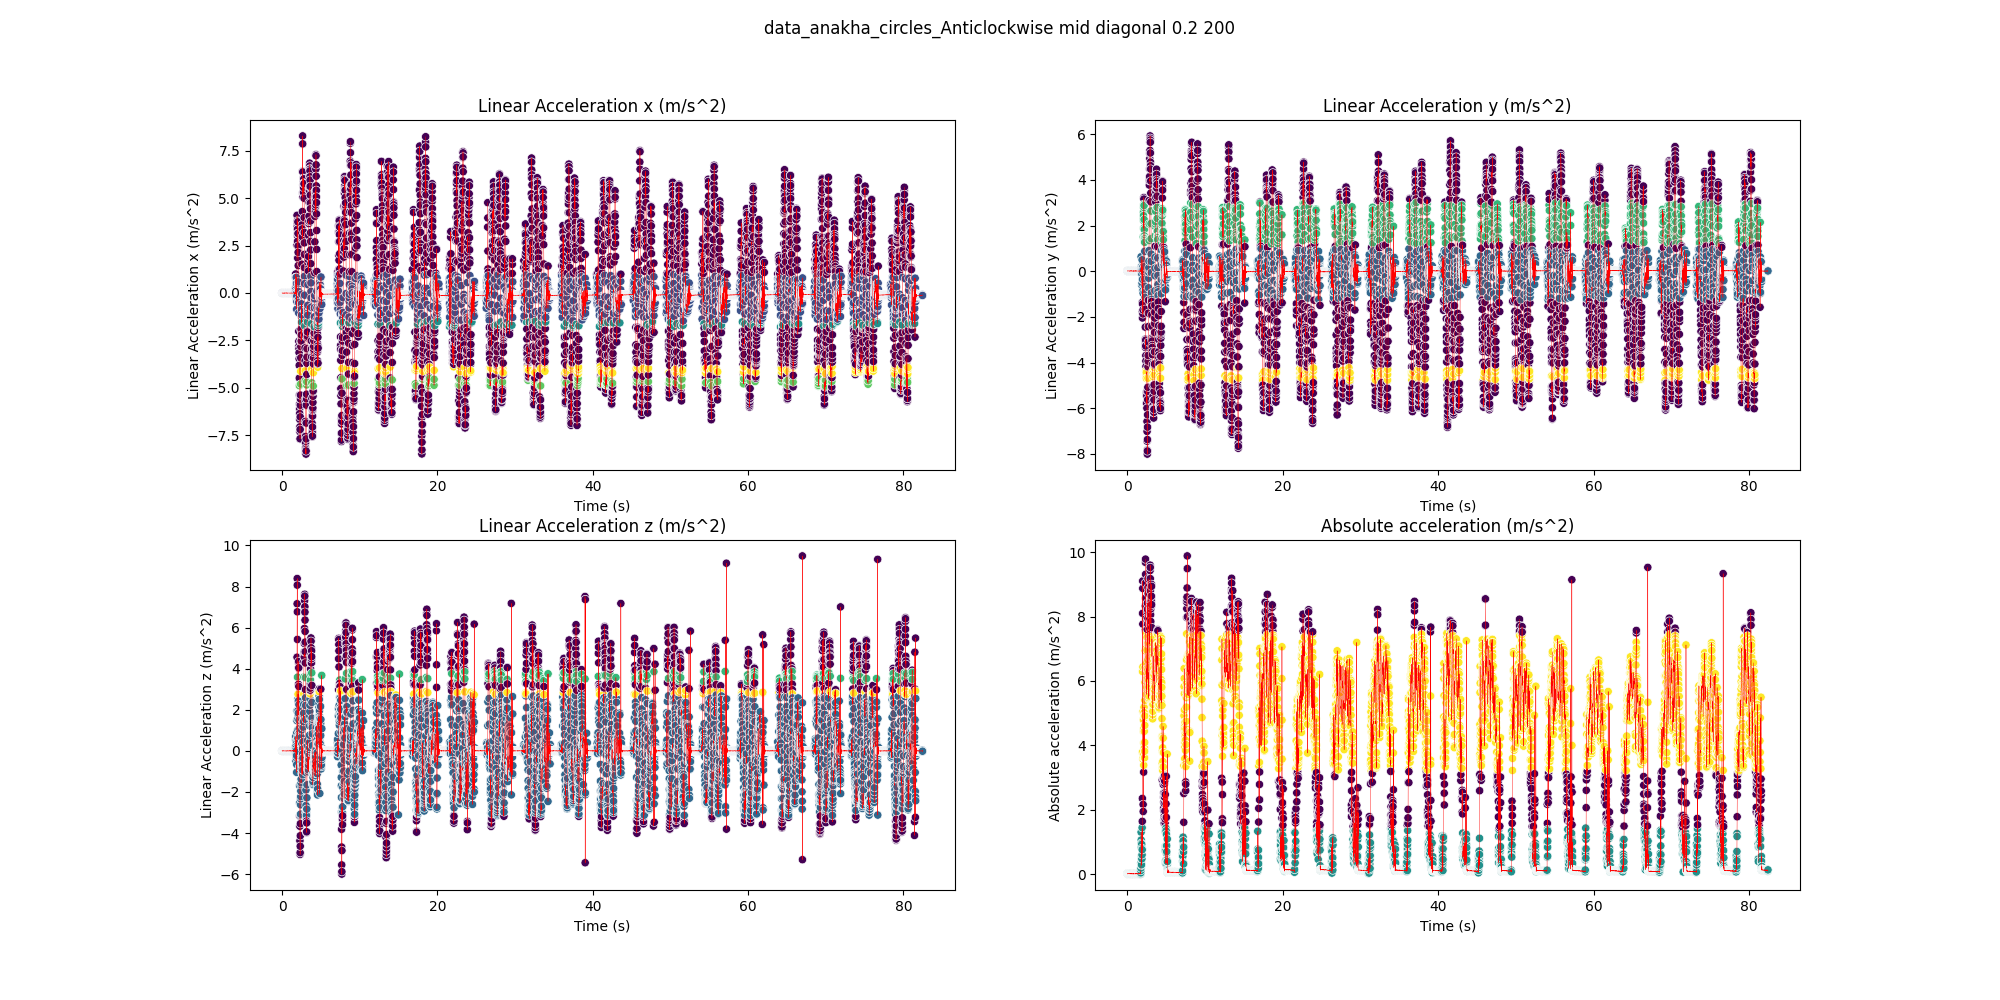 data_anakha_circles_Anticlockwise mid diagonal 0.2 200
Linear Acceleration x (m/s^2)
Linear Acceleration x (m/s^2)
7.5
5.0
2.5
0.0
−2.5
−5.0
−7.5
0 20 40 60 80
Time (s)
Linear Acceleration y (m/s^2)
Linear Acceleration y (m/s^2)
6
4
2
0
−2
−4
−6
−8
0 20 40 60 80
Time (s)
Linear Acceleration z (m/s^2)
Linear Acceleration z (m/s^2)
10
8
6
4
2
0
−2
−4
−6
0 20 40 60 80
Time (s)
Absolute acceleration (m/s^2)
Absolute acceleration (m/s^2)
10
8
6
4
2
0
0 20 40 60 80
Time (s)